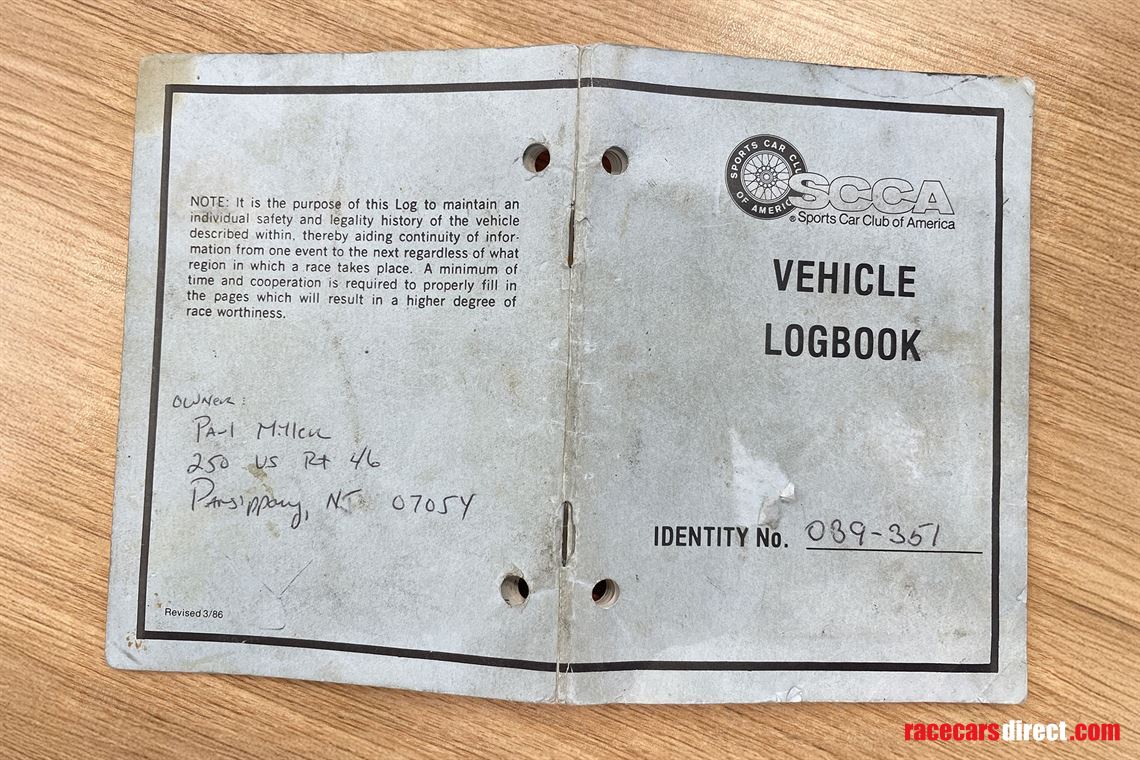 NOTE: It is the purpose of this Log to maintain an
individual safety and legality history of the vehicle
described within, thereby aiding continuity of infor-
mation from one event to the next regardless of what
region in which a race takes place. A minimum of
time and cooperation is required to properly fill in
the pages which will result in a higher degree of
race worthiness.
OWNER:
Paul Miller
250 US Rt 46
Parsippany, NJ 07054
Revised 3/86
SPORTS CAR CLUB OF AMERICA
SCCA
® Sports Car Club of America
VEHICLE
LOGBOOK
IDENTITY No. 039-351
racecarsdirect.com